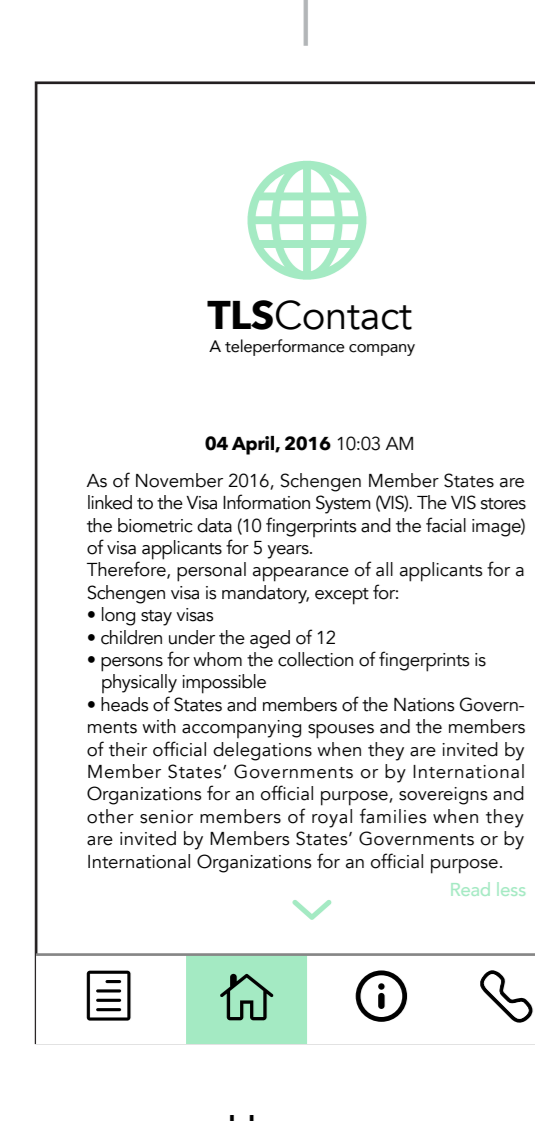 TLSContact
A teleperformance company
04 April, 2016 10:03 AM
As of November 2016, Schengen Member States are
linked to the Visa Information System (VIS). The VIS stores
the biometric data (10 fingerprints and the facial image)
of visa applicants for 5 years.
Therefore, personal appearance of all applicants for a
Schengen visa is mandatory, except for:
• long stay visas
• children under the aged of 12
• persons for whom the collection of fingerprints is
physically impossible
• heads of States and members of the Nations Govern-
ments with accompanying spouses and the members
of their official delegations when they are invited by
Member States’ Governments or by International
Organizations for an official purpose, sovereigns and
other senior members of royal families when they
are invited by Members States’ Governments or by
International Organizations for an official purpose.
Read less